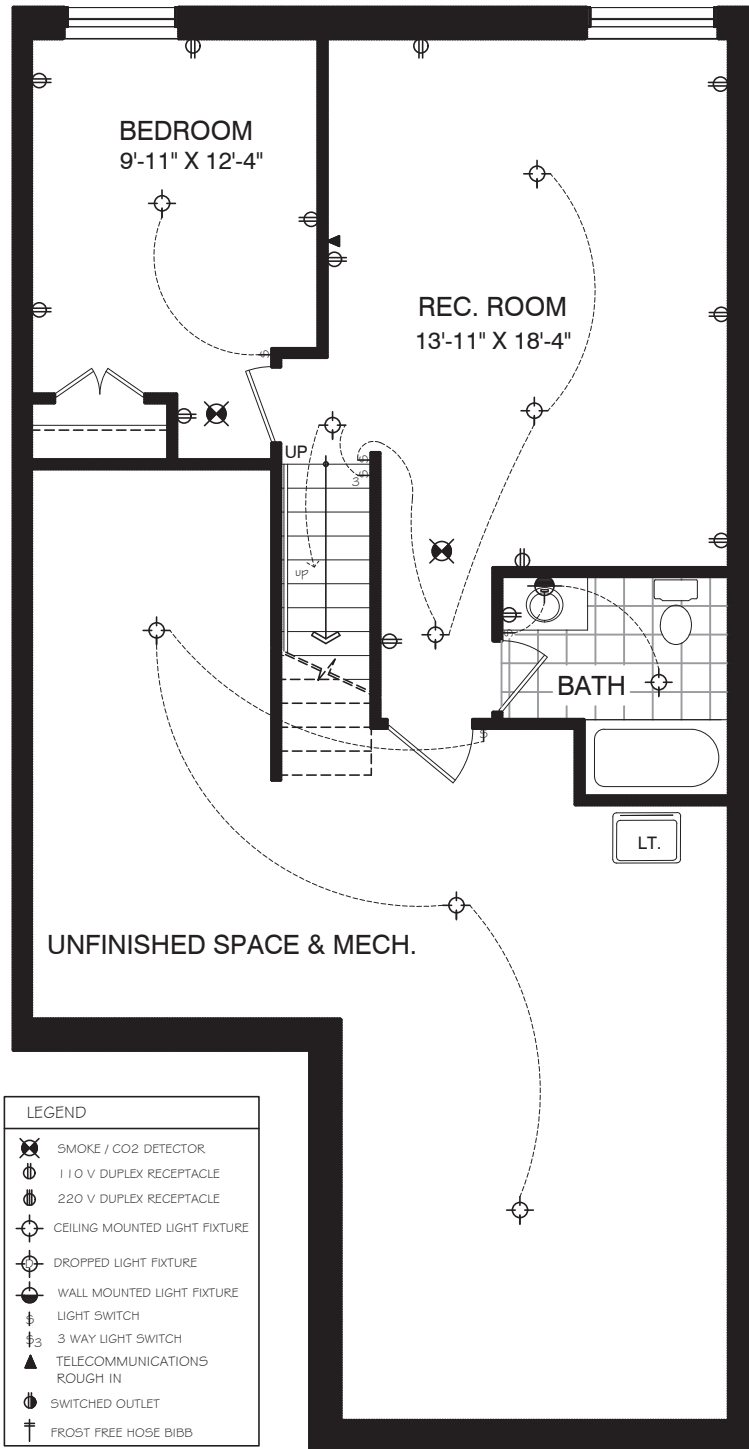 BEDROOM
9'-11" X 12'-4"
REC. ROOM
13'-11" X 18'-4"
S
UP
S
S
3
up
S
BATH
S
LT.
UNFINISHED SPACE & MECH.
LEGEND
SMOKE / CO2 DETECTOR
110 V DUPLEX RECEPTACLE
220 V DUPLEX RECEPTACLE
CEILING MOUNTED LIGHT FIXTURE
D DROPPED LIGHT FIXTURE
WALL MOUNTED LIGHT FIXTURE
S LIGHT SWITCH
S3 3 WAY LIGHT SWITCH
TELECOMMUNICATIONS
ROUGH IN
SWITCHED OUTLET
FROST FREE HOSE BIBB